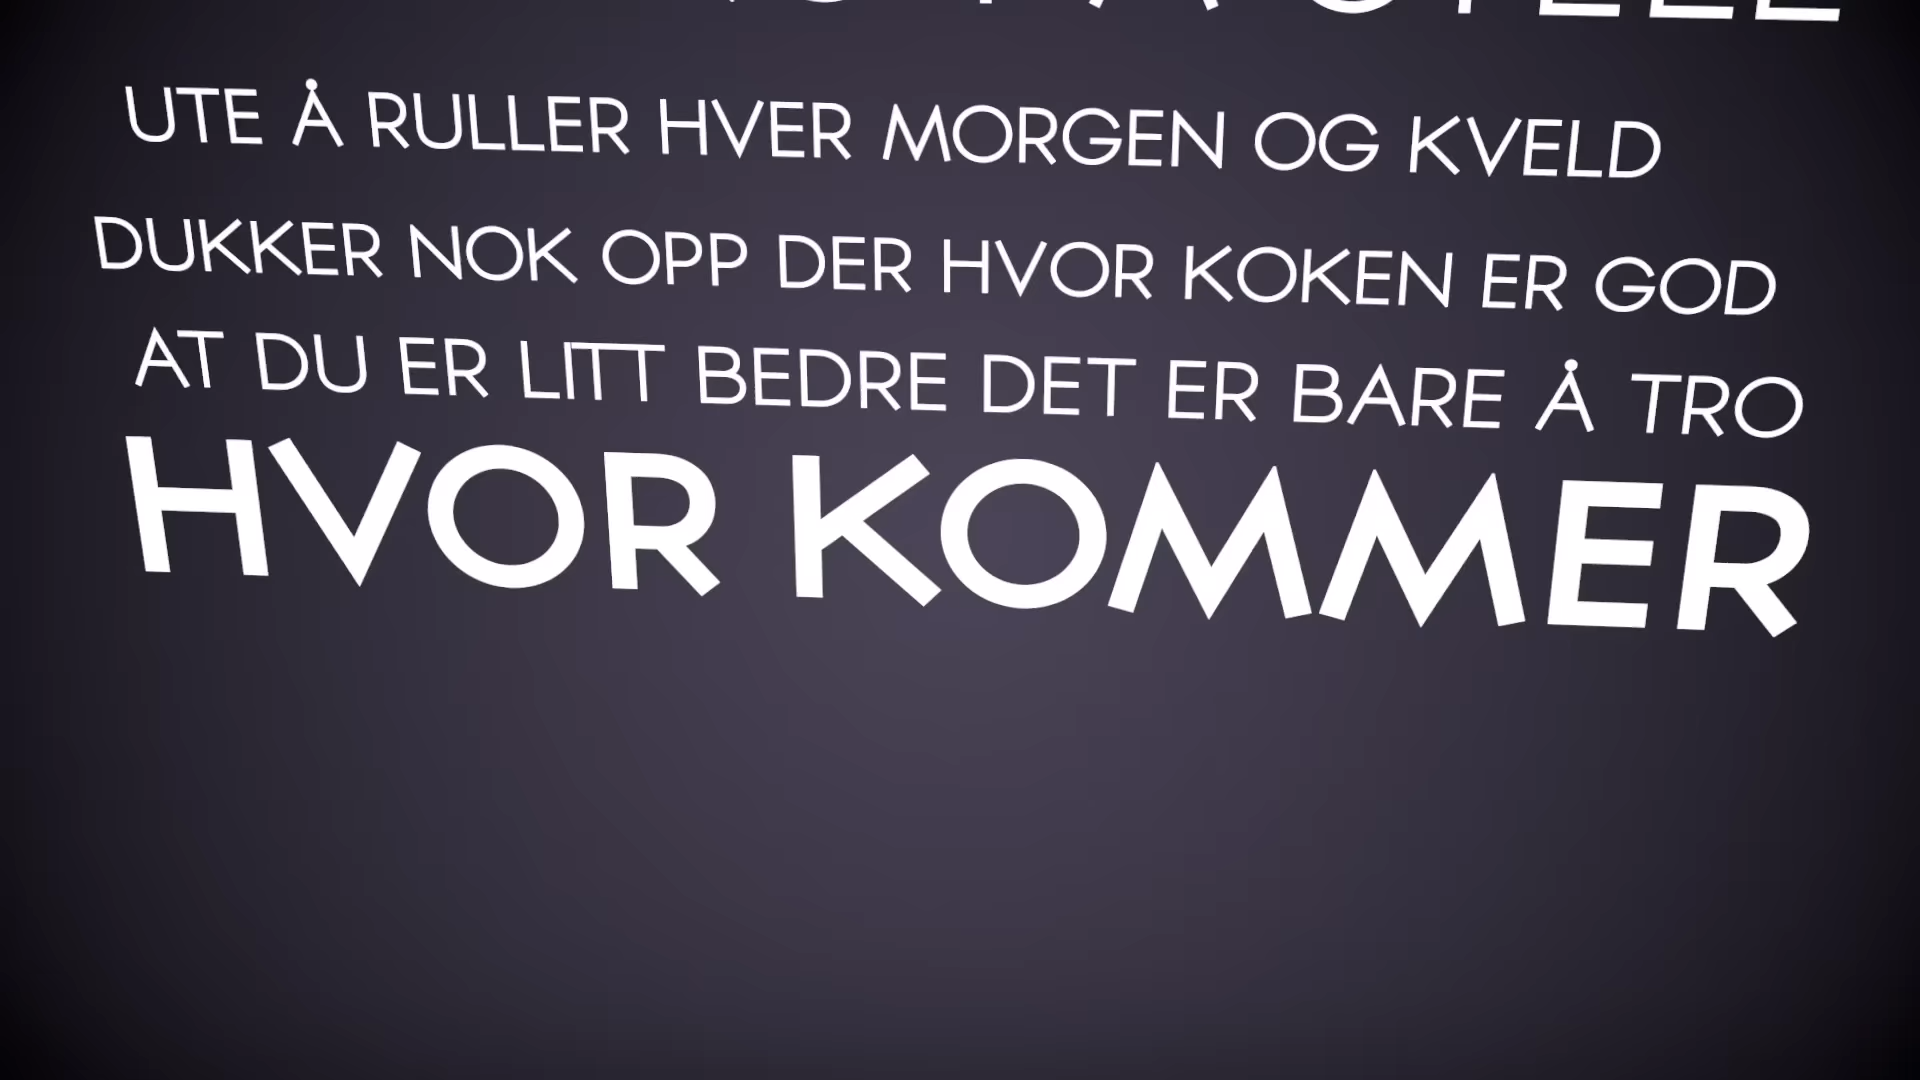 UTE Å RULLER HVER MORGEN OG KVELD
DUKKER NOK OPP DER HVOR KOKEN ER GOD
AT DU ER LITT BEDRE DET ER BARE Å TRO
HVOR KOMMER